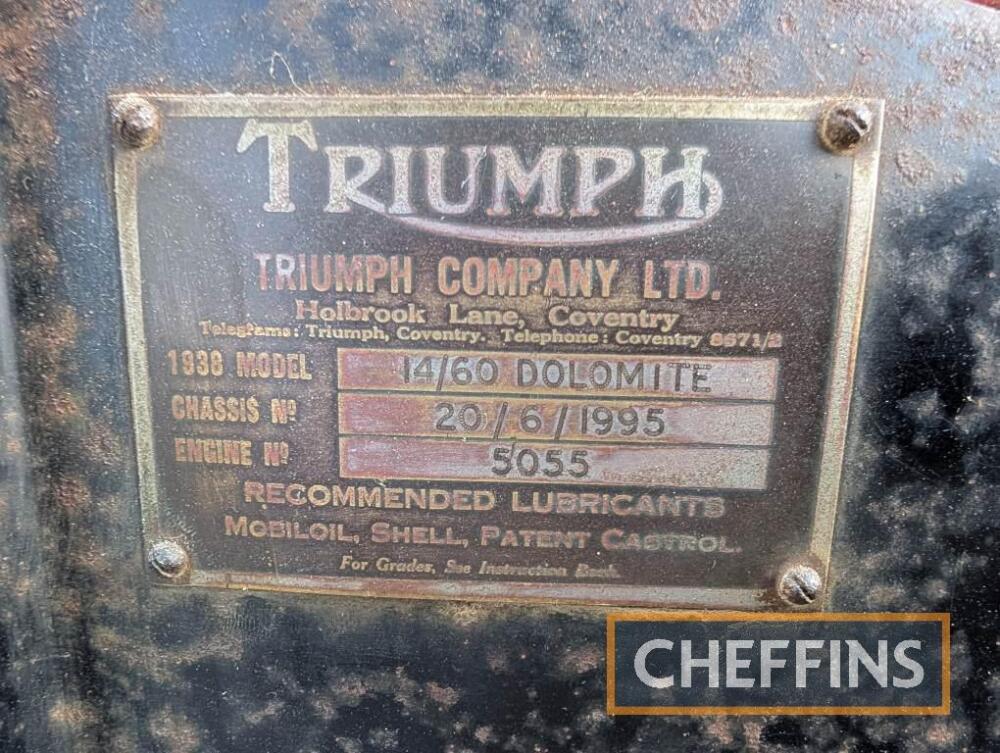 TRIUMPH
TRIUMPH COMPANY LTD.
Holbrook Lane, Coventry
Telegrams: Triumph, Coventry. Telephone: Coventry 8671/2
1938 MODEL 14/60 DOLOMITE
CHASSIS Nº 20/6/1995
ENGINE Nº 5055
RECOMMENDED LUBRICANTS
MOBILOIL, SHELL, PATENT CASTROL.
For Grades, See Instruction Book.
CHEFFINS